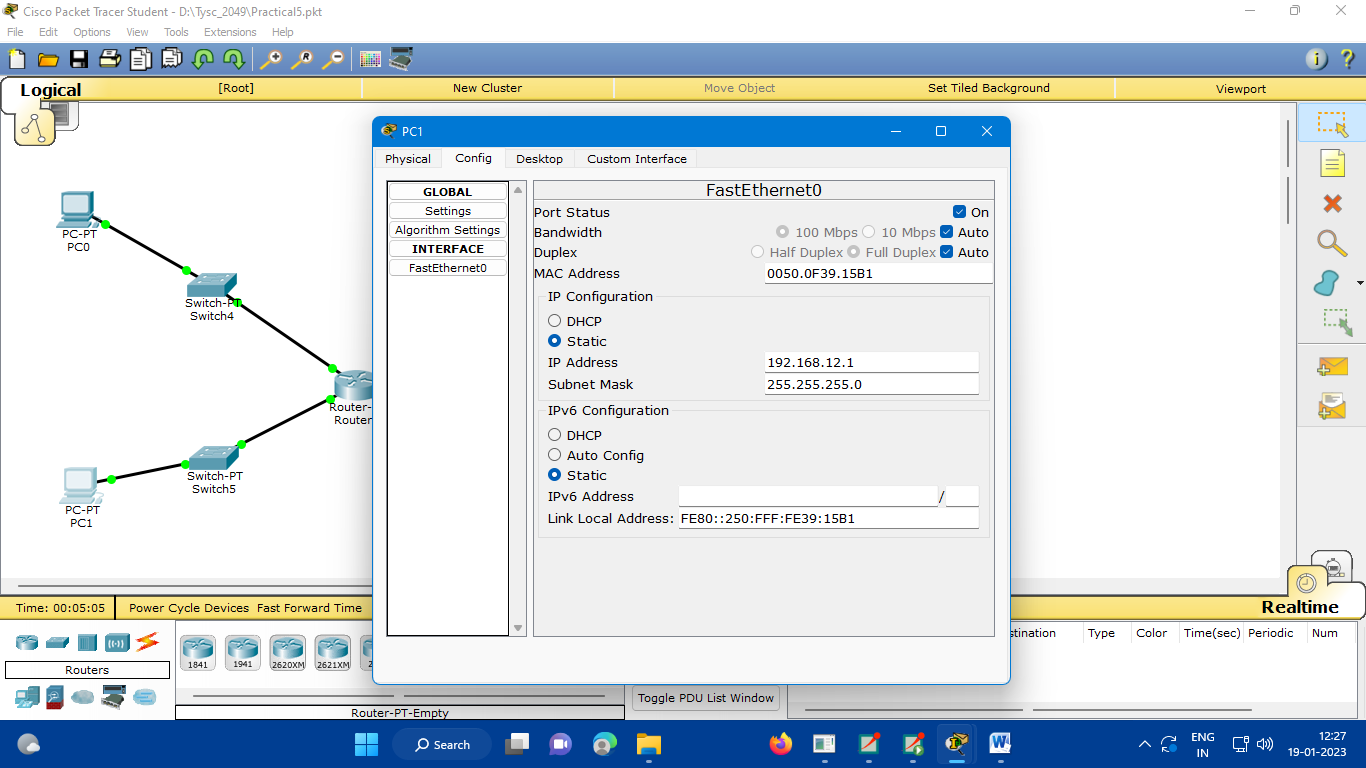 Cisco Packet Tracer Student - D:\Tysc_2049\Practical5.pkt
File Edit Options View Tools Extensions Help
Logical [Root] New Cluster Move Object Set Tiled Background Viewport
PC1
Physical Config Desktop Custom Interface
GLOBAL
Settings
Algorithm Settings
INTERFACE
FastEthernet0
FastEthernet0
Port Status On
Bandwidth 100 Mbps 10 Mbps Auto
Duplex Half Duplex Full Duplex Auto
MAC Address 0050.0F39.15B1
IP Configuration
DHCP
Static
IP Address 192.168.12.1
Subnet Mask 255.255.255.0
IPv6 Configuration
DHCP
Auto Config
Static
IPv6 Address /
Link Local Address: FE80::250:FFF:FE39:15B1
PC-PT
PC0
Switch-PT
Switch4
Router-
Router
Switch-PT
Switch5
PC-PT
PC1
Time: 00:05:05 Power Cycle Devices Fast Forward Time Realtime
Routers
1841 1941 2620XM 2621XM
Router-PT-Empty
Toggle PDU List Window
stination Type Color Time(sec) Periodic Num
Search
ENG
IN
12:27
19-01-2023